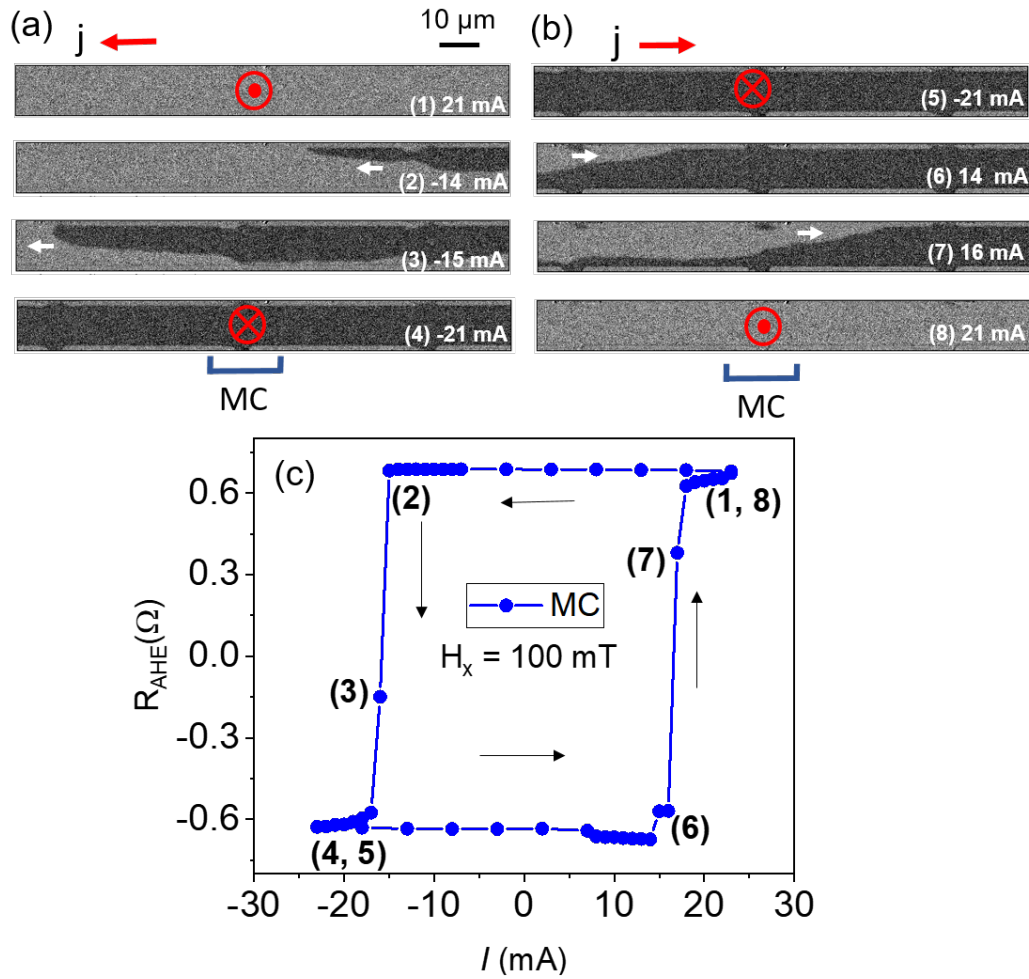 (a)
j
10 µm
(1) 21 mA
(2) -14 mA
(3) -15 mA
(4) -21 mA
MC
(b)
j
(5) -21 mA
(6) 14 mA
(7) 16 mA
(8) 21 mA
MC
(c)
R_AHE(Ω)
0.6
0.3
0.0
-0.3
-0.6
(2)
(1, 8)
(7)
MC
H_x = 100 mT
(3)
(6)
(4, 5)
-30 -20 -10 0 10 20 30
I (mA)